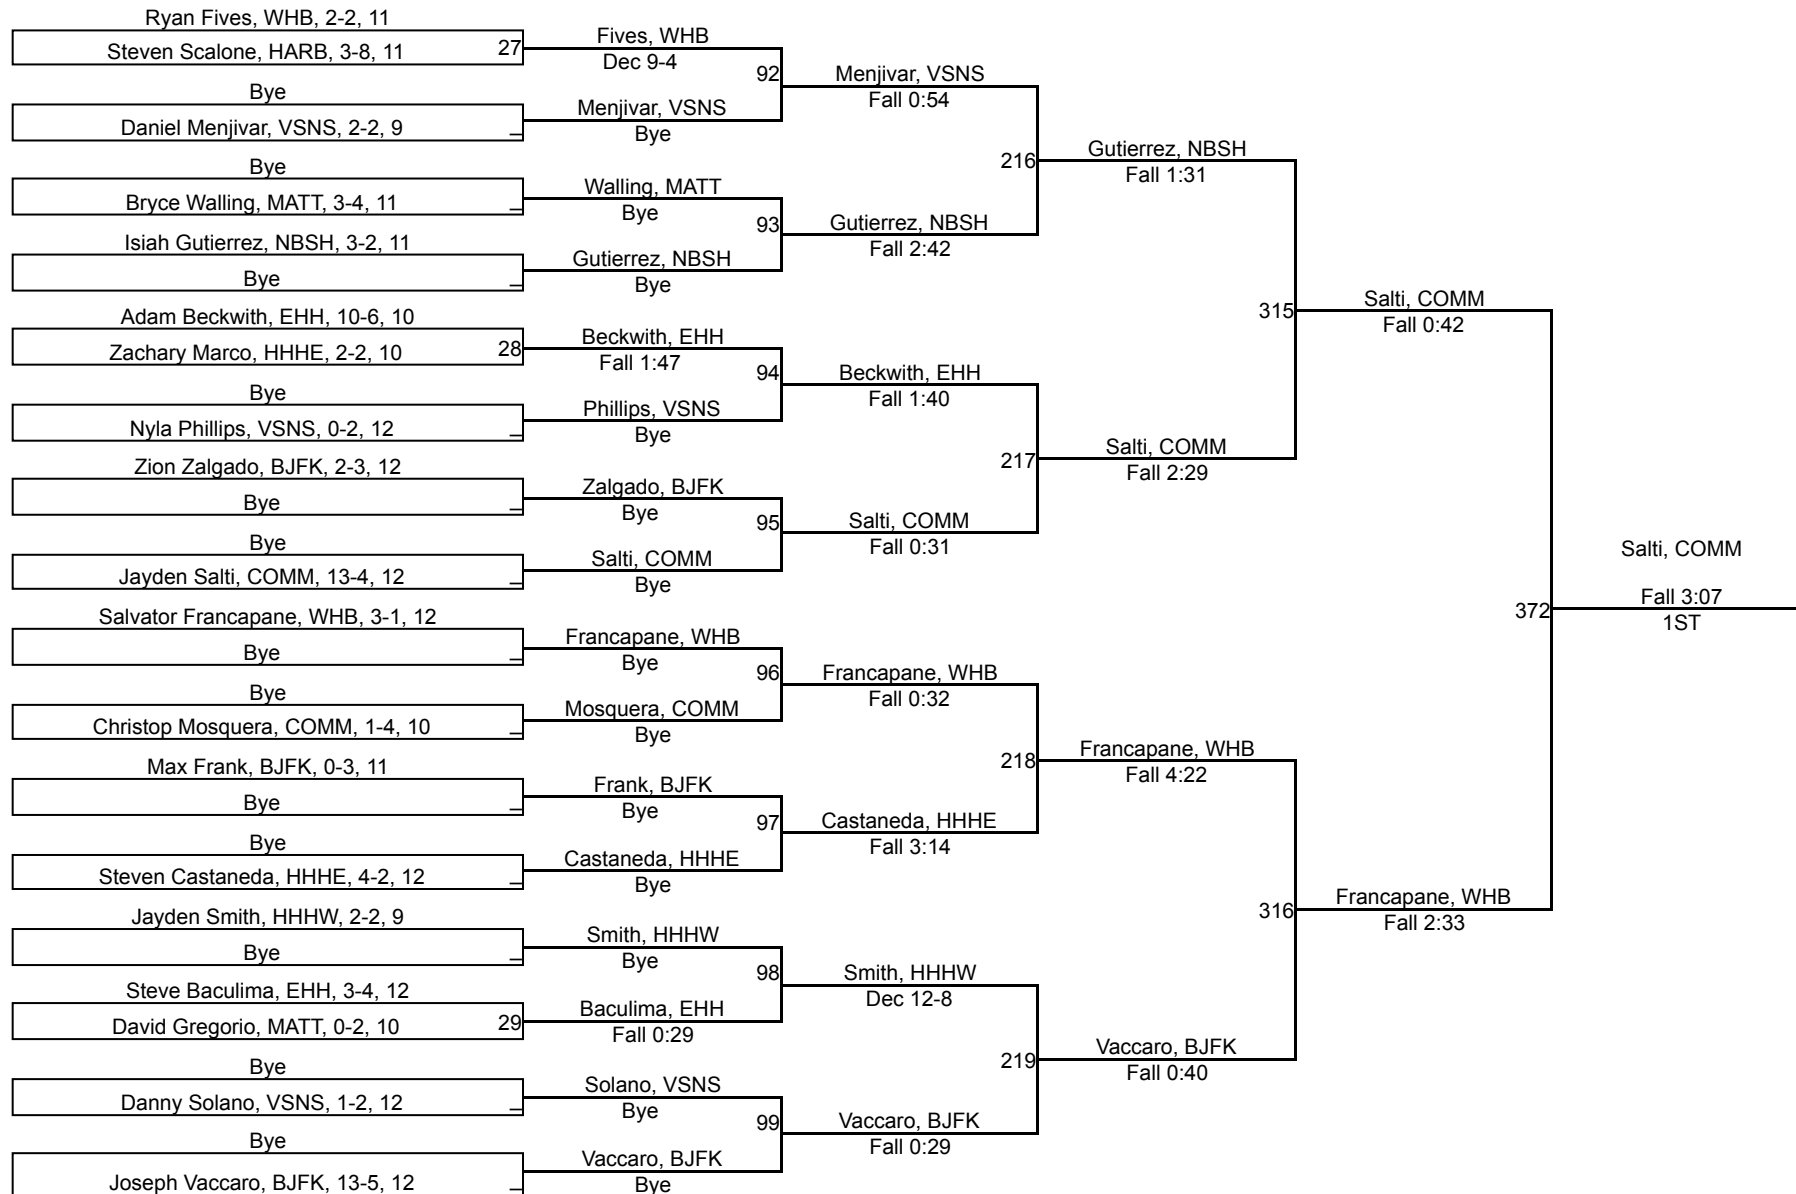 Ryan Fives, WHB, 2-2, 11
Steven Scalone, HARB, 3-8, 11
27
Bye
Daniel Menjivar, VSNS, 2-2, 9
Bye
Bryce Walling, MATT, 3-4, 11
Isiah Gutierrez, NBSH, 3-2, 11
Bye
Adam Beckwith, EHH, 10-6, 10
Zachary Marco, HHHE, 2-2, 10
28
Bye
Nyla Phillips, VSNS, 0-2, 12
Zion Zalgado, BJFK, 2-3, 12
Bye
Bye
Jayden Salti, COMM, 13-4, 12
Salvator Francapane, WHB, 3-1, 12
Bye
Bye
Christop Mosquera, COMM, 1-4, 10
Max Frank, BJFK, 0-3, 11
Bye
Bye
Steven Castaneda, HHHE, 4-2, 12
Jayden Smith, HHHW, 2-2, 9
Bye
Steve Baculima, EHH, 3-4, 12
David Gregorio, MATT, 0-2, 10
29
Bye
Danny Solano, VSNS, 1-2, 12
Bye
Joseph Vaccaro, BJFK, 13-5, 12
Fives, WHB
Dec 9-4
92
Menjivar, VSNS
Bye
Walling, MATT
Bye
93
Gutierrez, NBSH
Bye
Beckwith, EHH
Fall 1:47
94
Phillips, VSNS
Bye
Zalgado, BJFK
Bye
95
Salti, COMM
Bye
Francapane, WHB
Bye
96
Mosquera, COMM
Bye
Frank, BJFK
Bye
97
Castaneda, HHHE
Bye
Smith, HHHW
Bye
98
Baculima, EHH
Fall 0:29
Solano, VSNS
Bye
99
Vaccaro, BJFK
Bye
Menjivar, VSNS
Fall 0:54
216
Gutierrez, NBSH
Fall 2:42
Beckwith, EHH
Fall 1:40
217
Salti, COMM
Fall 0:31
Francapane, WHB
Fall 0:32
218
Castaneda, HHHE
Fall 3:14
Smith, HHHW
Dec 12-8
219
Vaccaro, BJFK
Fall 0:29
Gutierrez, NBSH
Fall 1:31
315
Salti, COMM
Fall 2:29
Francapane, WHB
Fall 4:22
316
Vaccaro, BJFK
Fall 0:40
Salti, COMM
Fall 0:42
372
Francapane, WHB
Fall 2:33
Salti, COMM
Fall 3:07
1ST